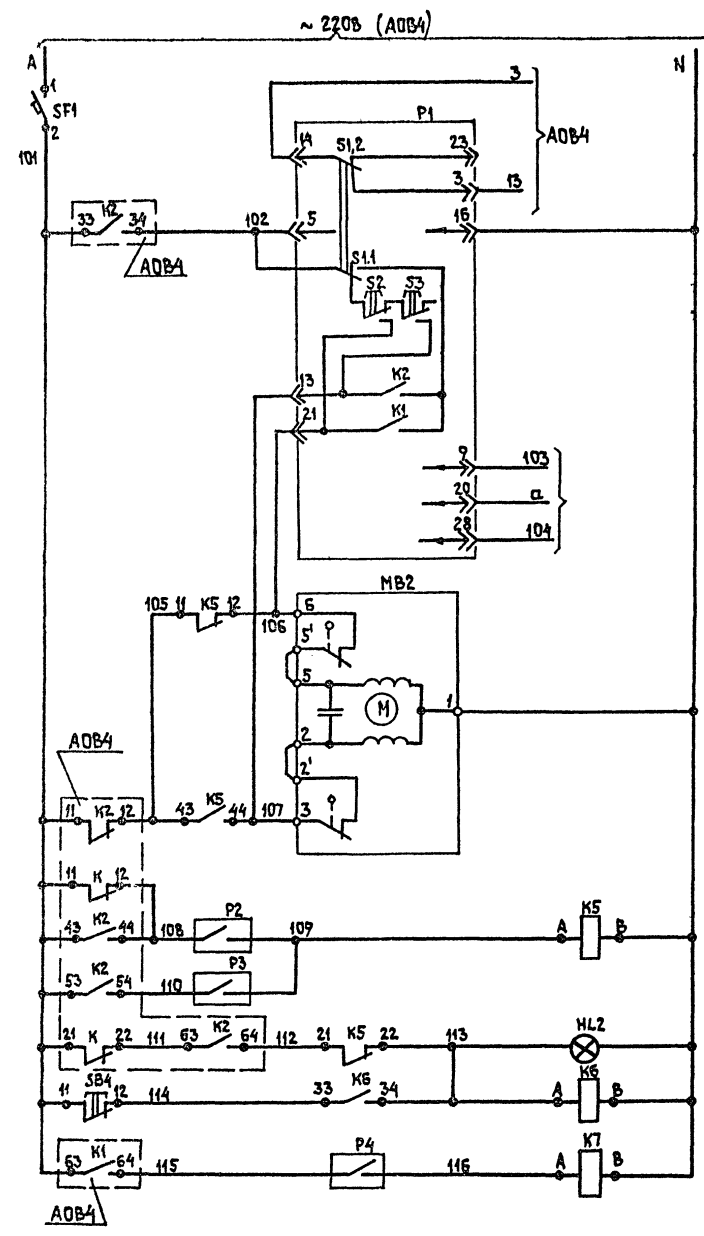 ~ 220В (АОВ4)
А
N
1
SF1
2
101
3
P1
АОВ4
14
S1,2
23
3
13
K2
33
34
102
5
16
АОВ4
S1.1
S2
S3
13
K2
21
K1
9
103
20
а
28
104
МВ2
105
11
K5
12
106
6
5'
5
М
1
2
2'
АОВ4
11
K2
12
43
K5
44
107
3
11
К
12
43
K2
44
108
P2
109
K5
А
В
53
K2
54
110
P3
21
К
22
111
63
K2
64
112
21
K5
22
113
HL2
11
SB4
12
114
33
K6
34
А
K6
В
63
K1
64
115
P4
116
А
K7
В
АОВ4